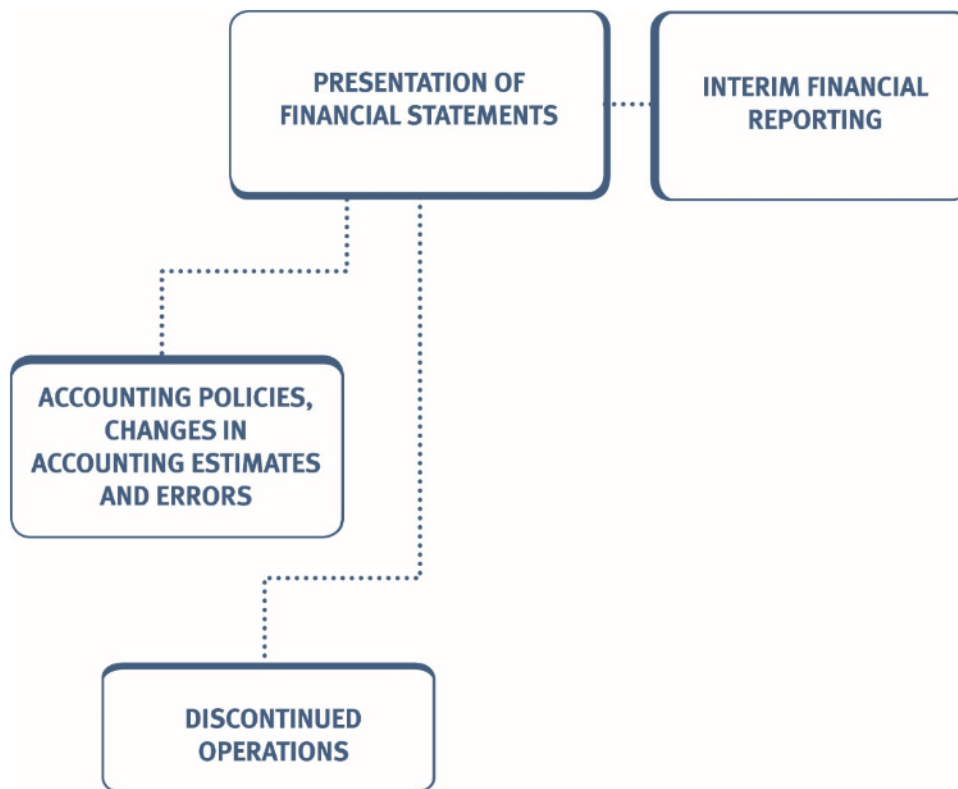 PRESENTATION OF
FINANCIAL STATEMENTS
INTERIM FINANCIAL
REPORTING
ACCOUNTING POLICIES,
CHANGES IN
ACCOUNTING ESTIMATES
AND ERRORS
DISCONTINUED
OPERATIONS